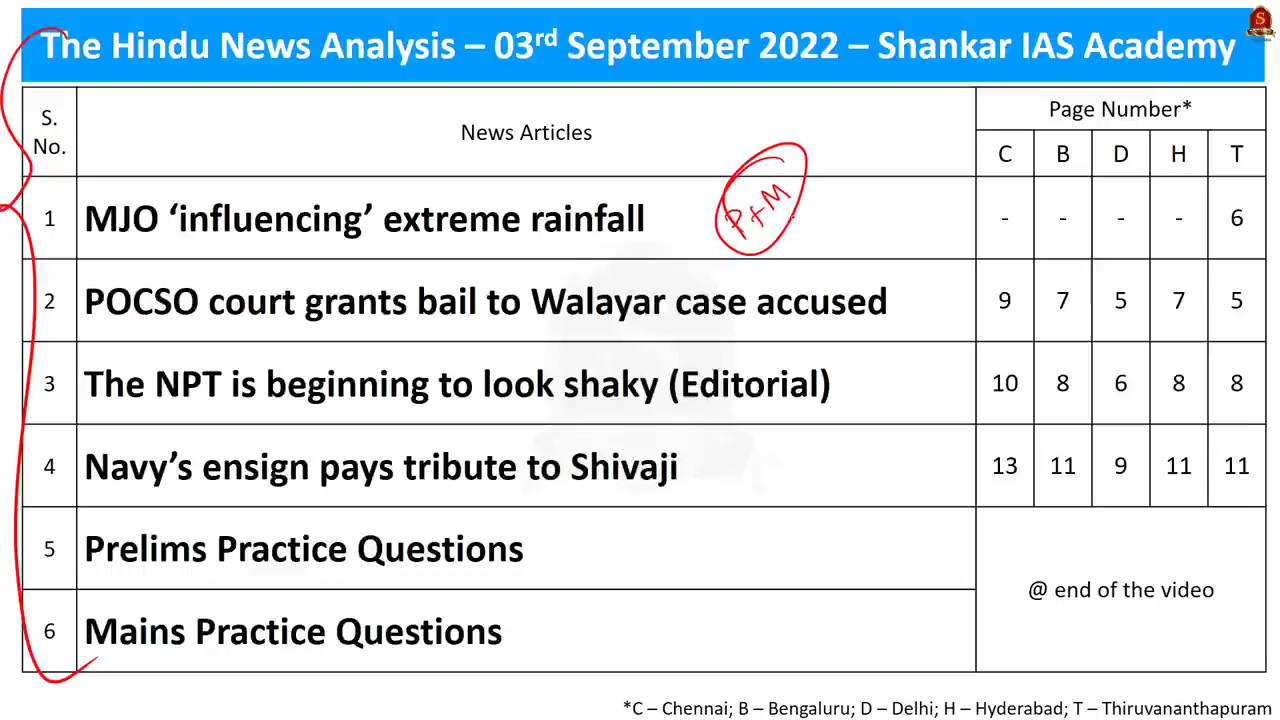 The Hindu News Analysis – 03rd September 2022 – Shankar IAS Academy
S. No. News Articles Page Number*
C B D H T
1 MJO ‘influencing’ extreme rainfall P+M - - - - 6
2 POCSO court grants bail to Walayar case accused 9 7 5 7 5
3 The NPT is beginning to look shaky (Editorial) 10 8 6 8 8
4 Navy’s ensign pays tribute to Shivaji 13 11 9 11 11
5 Prelims Practice Questions
@ end of the video
6 Mains Practice Questions
*C – Chennai; B – Bengaluru; D – Delhi; H – Hyderabad; T – Thiruvananthapuram